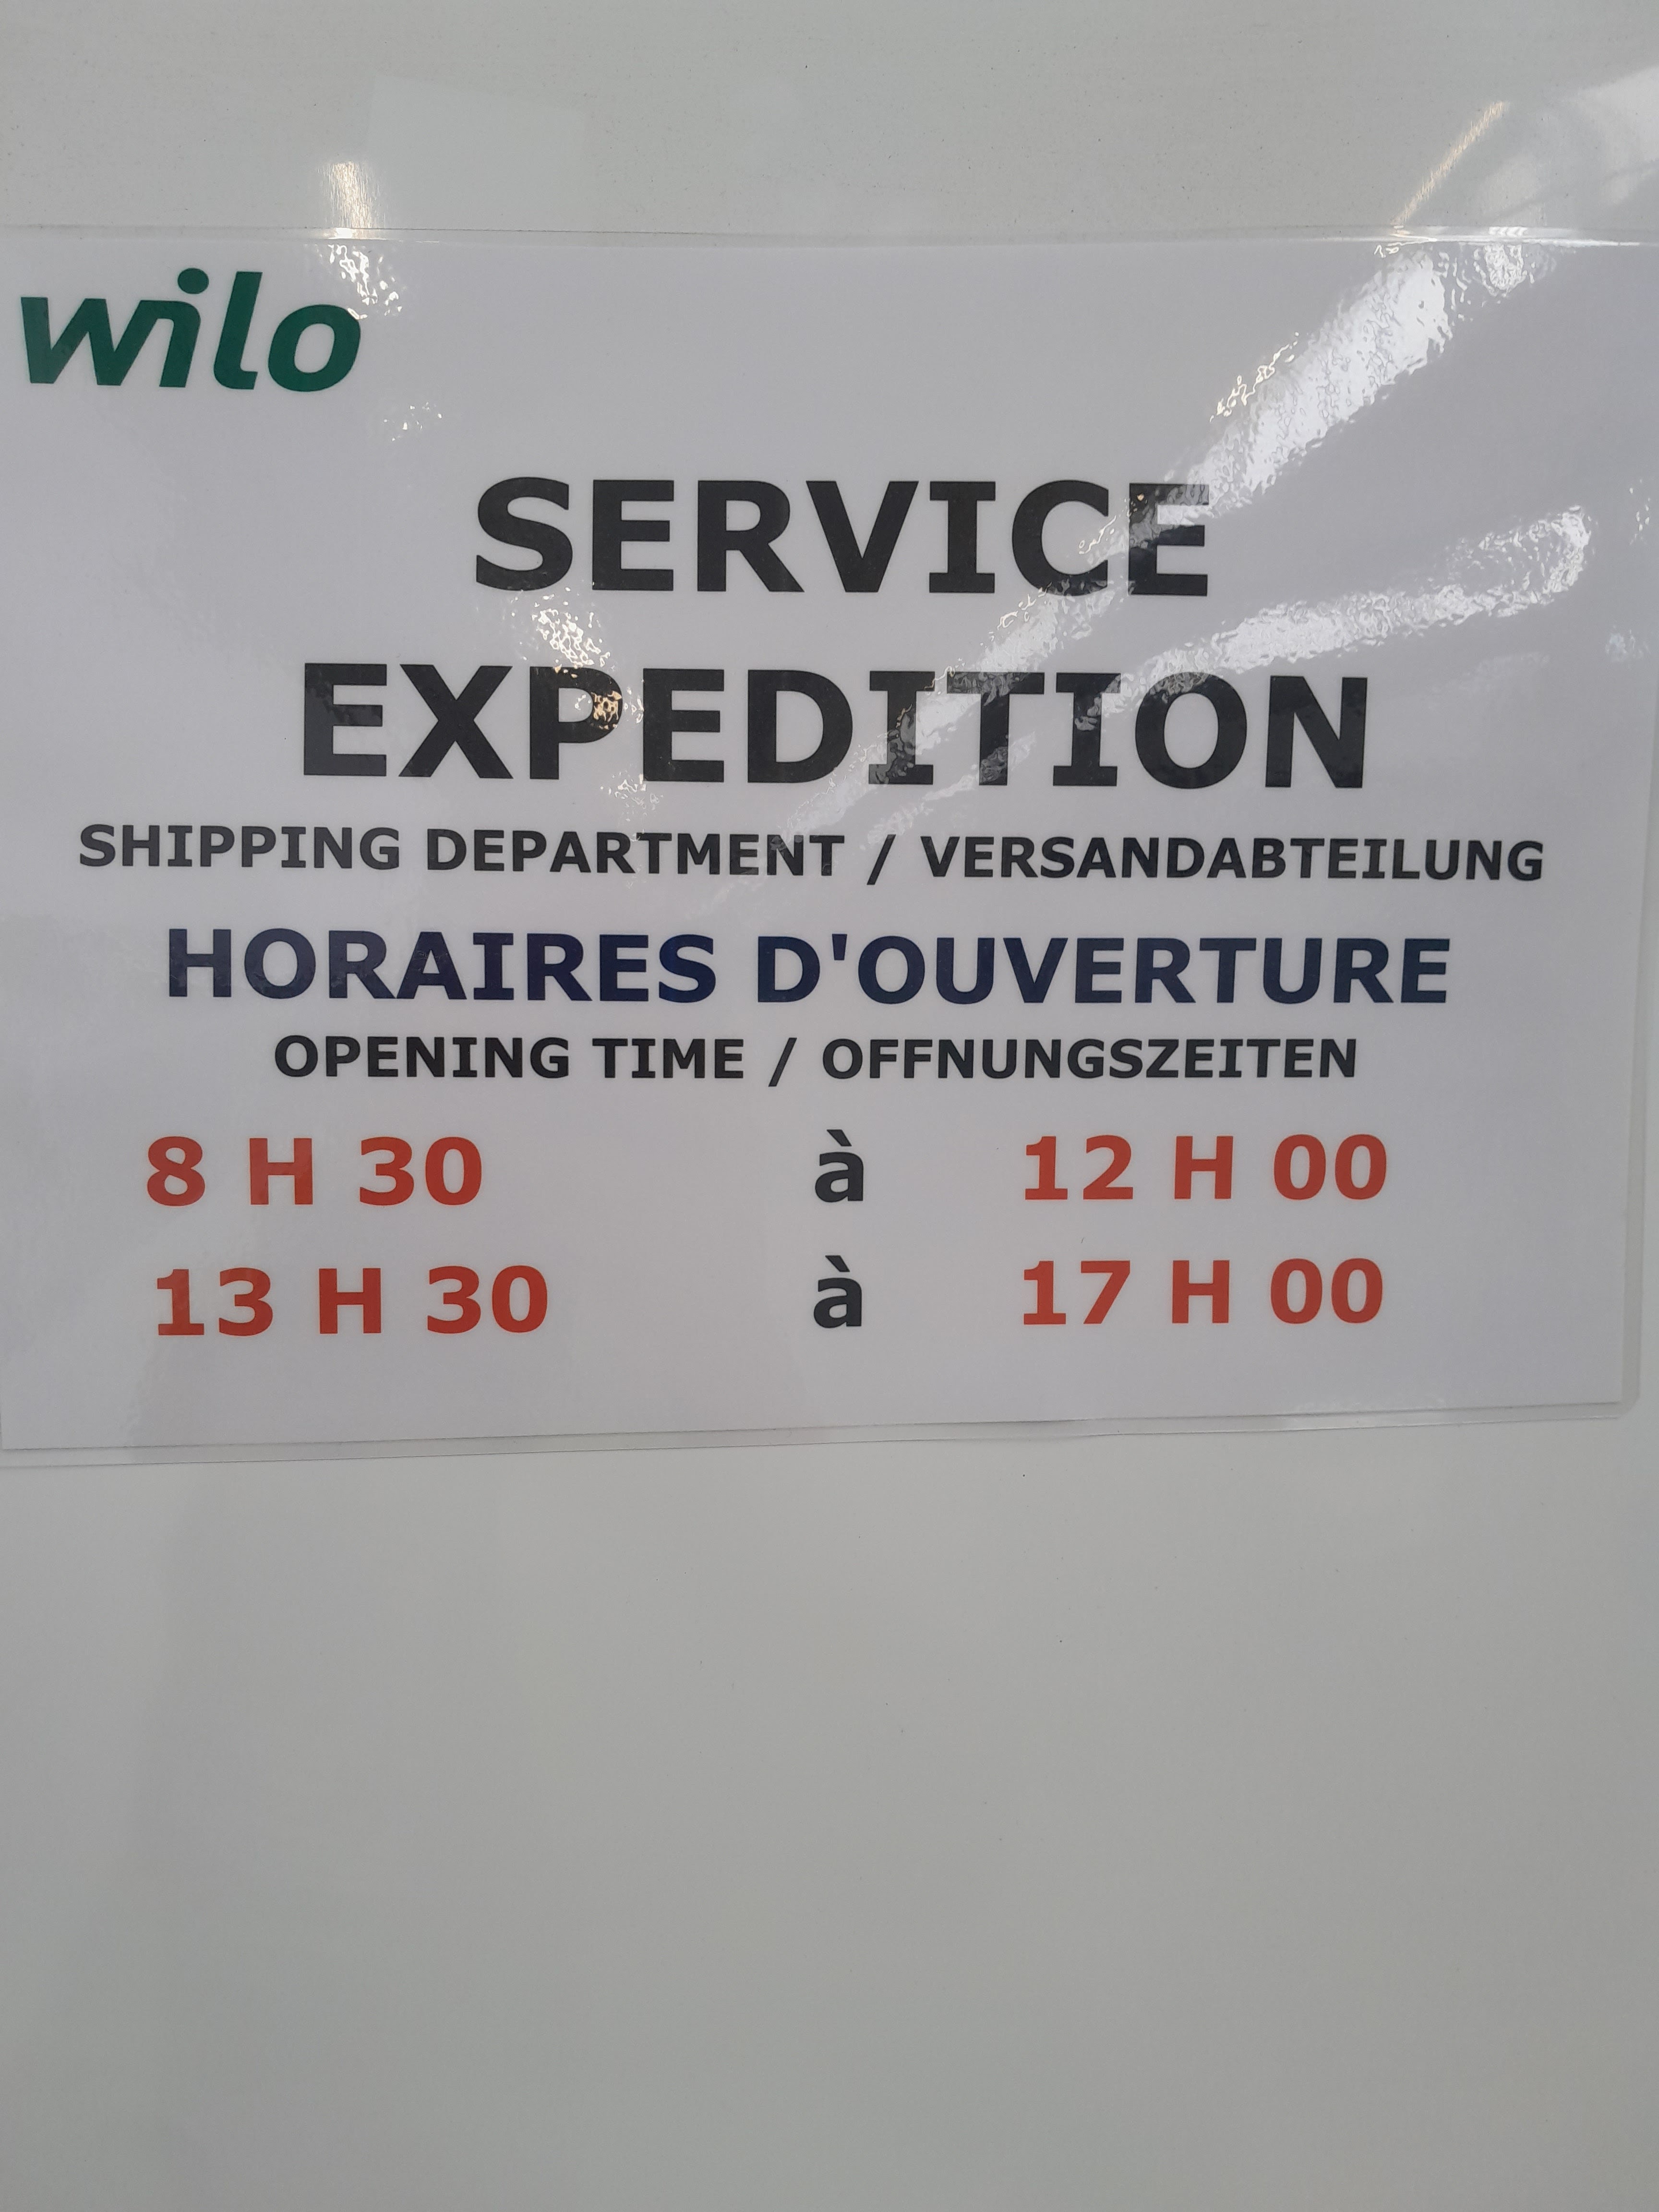 wilo
SERVICE
EXPEDITION
SHIPPING DEPARTMENT / VERSANDABTEILUNG
HORAIRES D'OUVERTURE
OPENING TIME / OFFNUNGSZEITEN
8 H 30 à 12 H 00
13 H 30 à 17 H 00